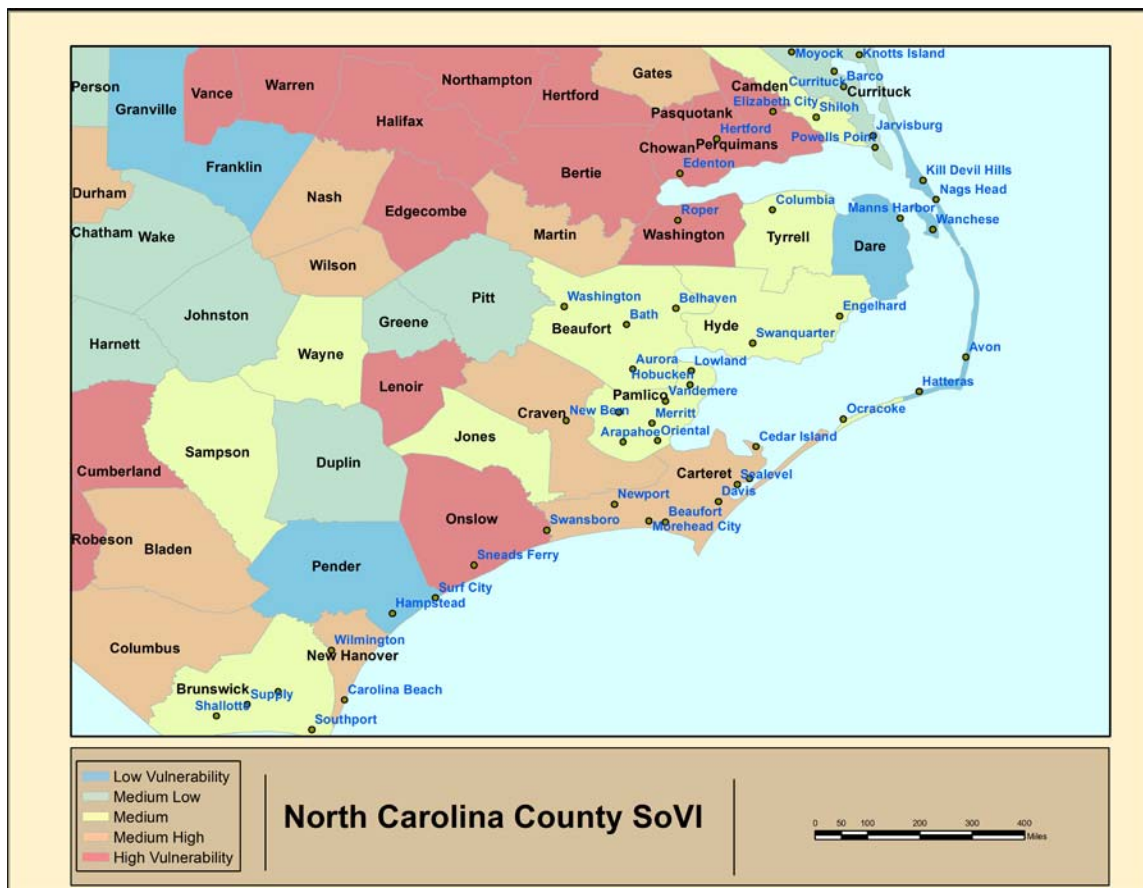 Moyock
Knotts Island
Gates
Northampton
Person
Warren
Camden
Currituck
Barco
Vance
Hertford
Currituck
Granville
Elizabeth City
Shiloh
Pasquotank
Halifax
Hertford
Jarvisburg
Powells Point
Perquimans
Chowan
Franklin
Bertie
Edenton
Kill Devil Hills
Durham
Nash
Nags Head
Edgecombe
Roper
Columbia
Manns Harbor
Wanchese
Chatham
Wake
Martin
Washington
Tyrrell
Dare
Wilson
Pitt
Washington
Belhaven
Engelhard
Johnston
Greene
Bath
Beaufort
Hyde
Harnett
Wayne
Swanquarter
Avon
Aurora
Lowland
Hobucken
Lenoir
Vandemere
Hatteras
Pamlico
Craven
New Bern
Merritt
Ocracoke
Jones
Arapahoe
Oriental
Sampson
Cedar Island
Duplin
Cumberland
Carteret
Sealevel
Davis
Newport
Onslow
Beaufort
Swansboro
Morehead City
Robeson
Bladen
Sneads Ferry
Pender
Surf City
Hampstead
Columbus
Wilmington
New Hanover
Brunswick
Supply
Carolina Beach
Shallotte
Southport
Low Vulnerability
Medium Low
Medium
Medium High
High Vulnerability
North Carolina County SoVI
0 50 100 200 300 400
Miles